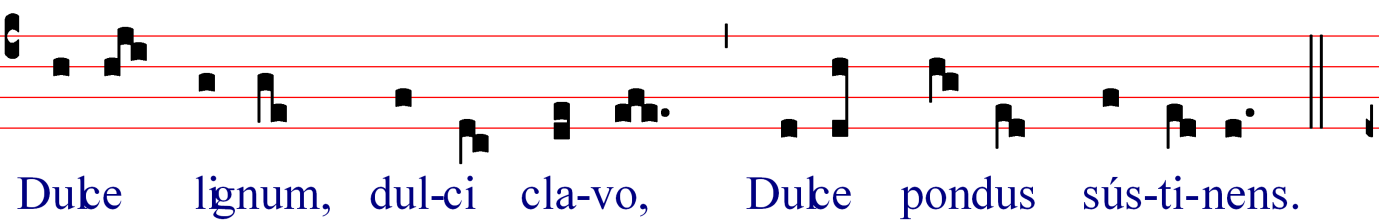 Dulce lignum, dul-ci cla-vo, Dulce pondus sús-ti-nens.